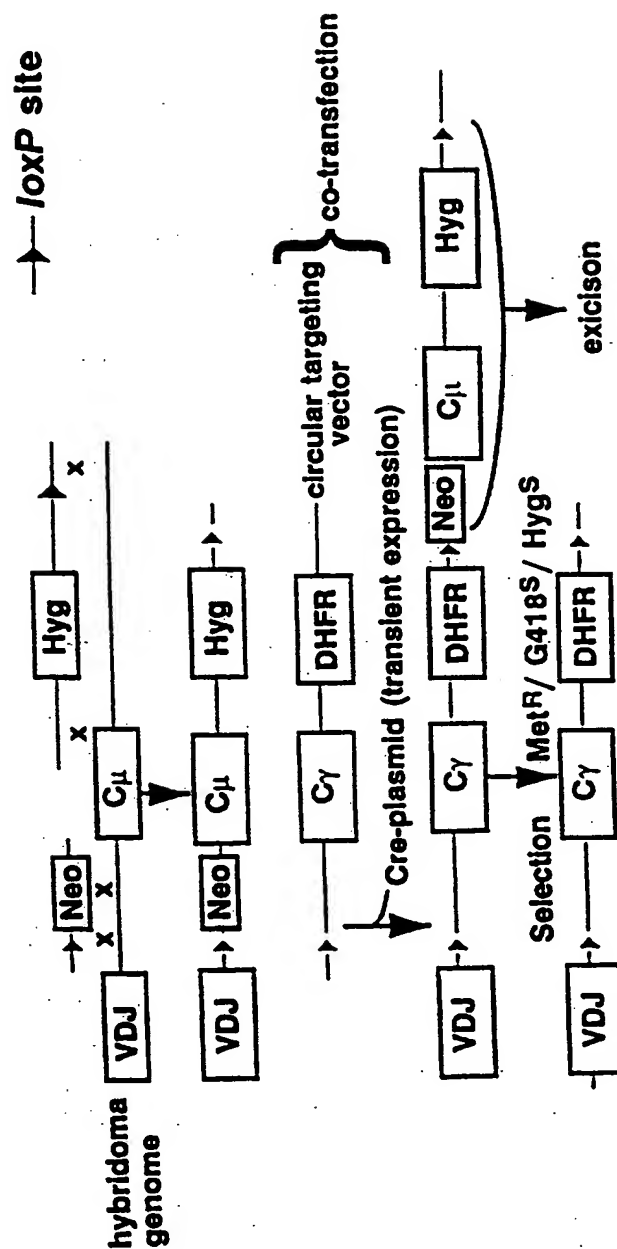 loxP site
Hyg
x
x
Neo
x x
hybridoma
genome
VDJ
Cμ
VDJ
Neo
Cμ
Hyg
Cγ
DHFR
circular targeting
vector
co-transfection
Cre-plasmid (transient expression)
VDJ
Cγ
DHFR
Neo
Cμ
Hyg
Selection MetR/ G418S/ HygS
exicison
VDJ
Cγ
DHFR